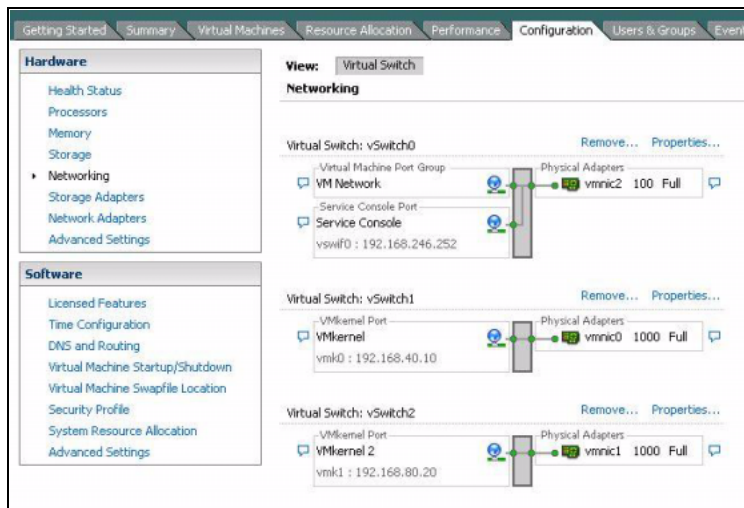 Getting Started Summary Virtual Machines Resource Allocation Performance Configuration Users & Groups Event
Hardware
Health Status
Processors
Memory
Storage
Networking
Storage Adapters
Network Adapters
Advanced Settings
Software
Licensed Features
Time Configuration
DNS and Routing
Virtual Machine Startup/Shutdown
Virtual Machine Swapfile Location
Security Profile
System Resource Allocation
Advanced Settings
View: Virtual Switch
Networking
Virtual Switch: vSwitch0 Remove... Properties...
Virtual Machine Port Group Physical Adapters
VM Network vmnic2 100 Full
Service Console Port
Service Console
vswif0 : 192.168.246.252
Virtual Switch: vSwitch1 Remove... Properties...
VMkernel Port Physical Adapters
VMkernel vmnic0 1000 Full
vmk0 : 192.168.40.10
Virtual Switch: vSwitch2 Remove... Properties...
VMkernel Port Physical Adapters
VMkernel 2 vmnic1 1000 Full
vmk1 : 192.168.80.20